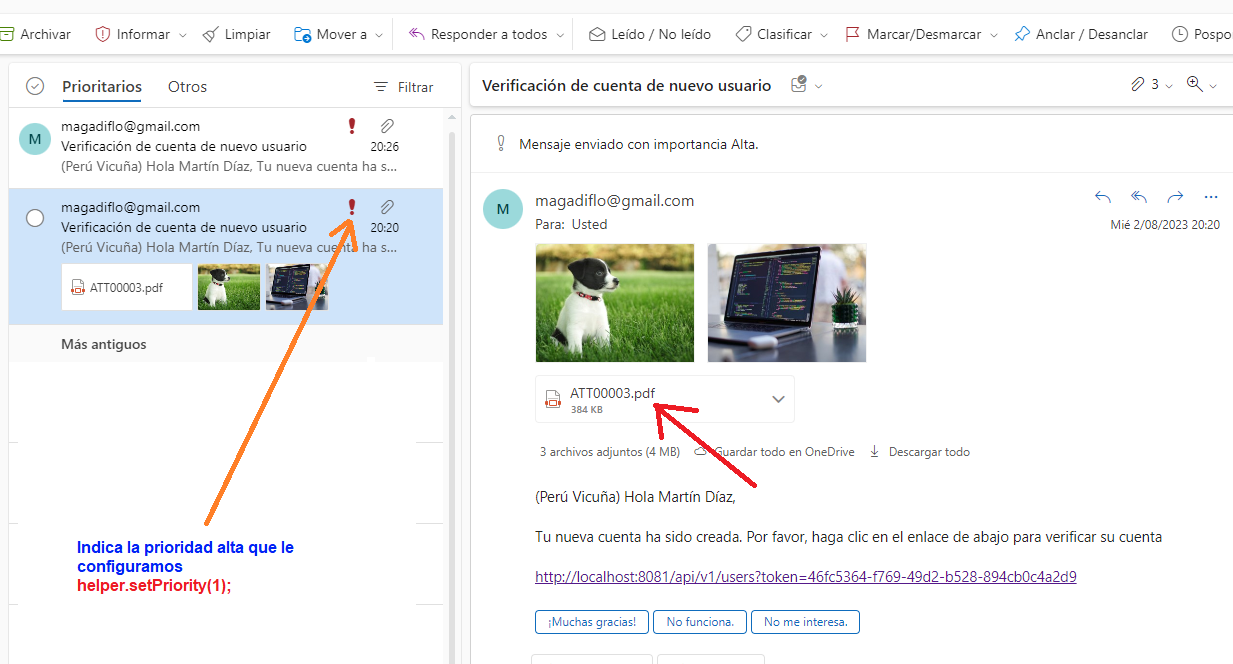 Archivar Informar Limpiar Mover a Responder a todos Leído / No leído Clasificar Marcar/Desmarcar Anclar / Desanclar Pospo
Prioritarios Otros Filtrar
magadiflo@gmail.com
Verificación de cuenta de nuevo usuario 20:26
(Perú Vicuña) Hola Martín Díaz, Tu nueva cuenta ha s...
M
magadiflo@gmail.com
Verificación de cuenta de nuevo usuario 20:20
(Perú Vicuña) Hola Martín Díaz, Tu nueva cuenta ha s...
ATT00003.pdf
Más antiguos
Indica la prioridad alta que le
configuramos
helper.setPriority(1);
Verificación de cuenta de nuevo usuario 3
Mensaje enviado con importancia Alta.
M
magadiflo@gmail.com
Para: Usted
Mié 2/08/2023 20:20
ATT00003.pdf
384 KB
3 archivos adjuntos (4 MB) Guardar todo en OneDrive Descargar todo
(Perú Vicuña) Hola Martín Díaz,
Tu nueva cuenta ha sido creada. Por favor, haga clic en el enlace de abajo para verificar su cuenta
http://localhost:8081/api/v1/users?token=46fc5364-f769-49d2-b528-894cb0c4a2d9
¡Muchas gracias! No funciona. No me interesa.